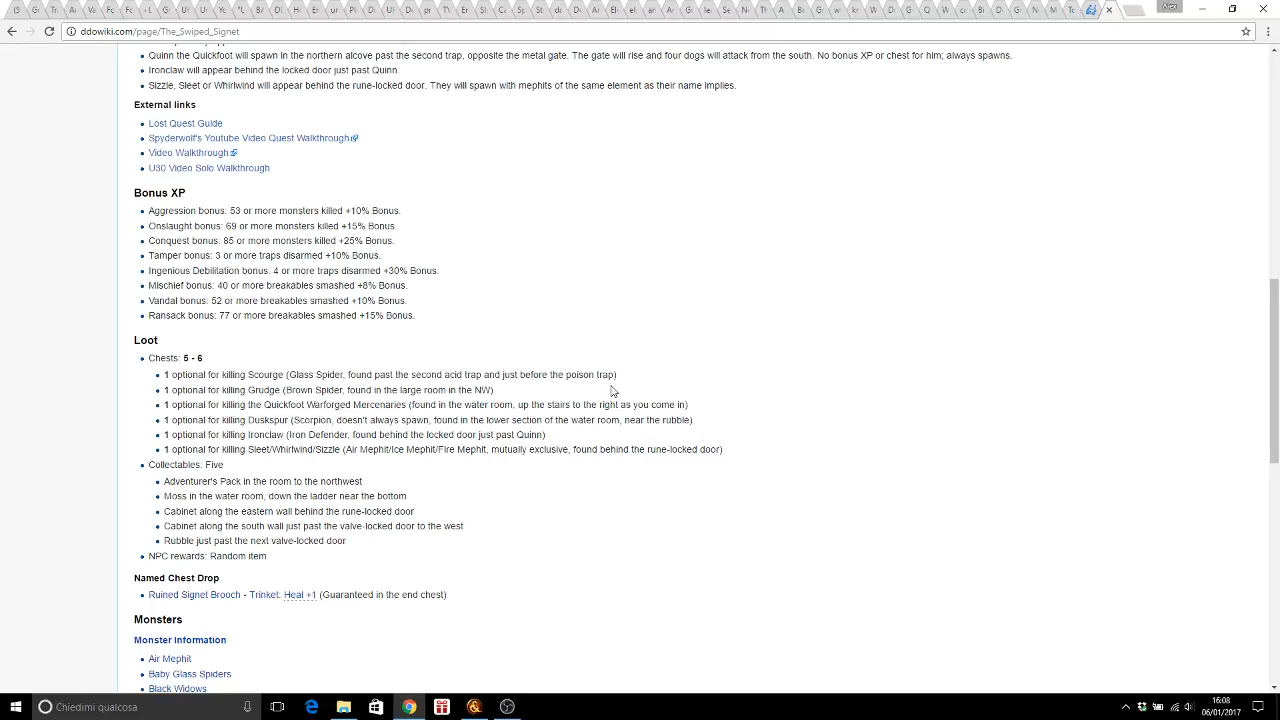 ddowiki.com/page/The_Swiped_Signet
Quinn the Quickfoot will spawn in the northern alcove past the second trap, opposite the metal gate. The gate will rise and four dogs will attack from the south. No bonus XP or chest for him; always spawns.
Ironclaw will appear behind the locked door just past Quinn.
Sizzle, Sleet or Whirlwind will appear behind the rune-locked door. They will spawn with mephits of the same element as their name implies.
External links
Lost Quest Guide
Spyderwolf's Youtube Video Quest Walkthrough
Video Walkthrough
U30 Video Solo Walkthrough
Bonus XP
Aggression bonus: 53 or more monsters killed +10% Bonus.
Onslaught bonus: 69 or more monsters killed +15% Bonus.
Conquest bonus: 85 or more monsters killed +25% Bonus.
Tamper bonus: 3 or more traps disarmed +10% Bonus.
Ingenious Debilitation bonus: 4 or more traps disarmed +30% Bonus.
Mischief bonus: 40 or more breakables smashed +8% Bonus.
Vandal bonus: 52 or more breakables smashed +10% Bonus.
Ransack bonus: 77 or more breakables smashed +15% Bonus.
Loot
Chests: 5 - 6
1 optional for killing Scourge (Glass Spider, found past the second acid trap and just before the poison trap)
1 optional for killing Grudge (Brown Spider, found in the large room in the NW)
1 optional for killing the Quickfoot Warforged Mercenaries (found in the water room, up the stairs to the right as you come in)
1 optional for killing Duskspur (Scorpion, doesn't always spawn, found in the lower section of the water room, near the rubble)
1 optional for killing Ironclaw (Iron Defender, found behind the locked door just past Quinn)
1 optional for killing Sleet/Whirlwind/Sizzle (Air Mephit/Ice Mephit/Fire Mephit, mutually exclusive, found behind the rune-locked door)
Collectables: Five
Adventurer's Pack in the room to the northwest
Moss in the water room, down the ladder near the bottom
Cabinet along the eastern wall behind the rune-locked door
Cabinet along the south wall just past the valve-locked door to the west
Rubble just past the next valve-locked door
NPC rewards: Random item
Named Chest Drop
Ruined Signet Brooch - Trinket: Heal +1 (Guaranteed in the end chest)
Monsters
Monster Information
Air Mephit
Baby Glass Spiders
Black Widows
Chiedimi qualcosa
16:08
06/01/2017